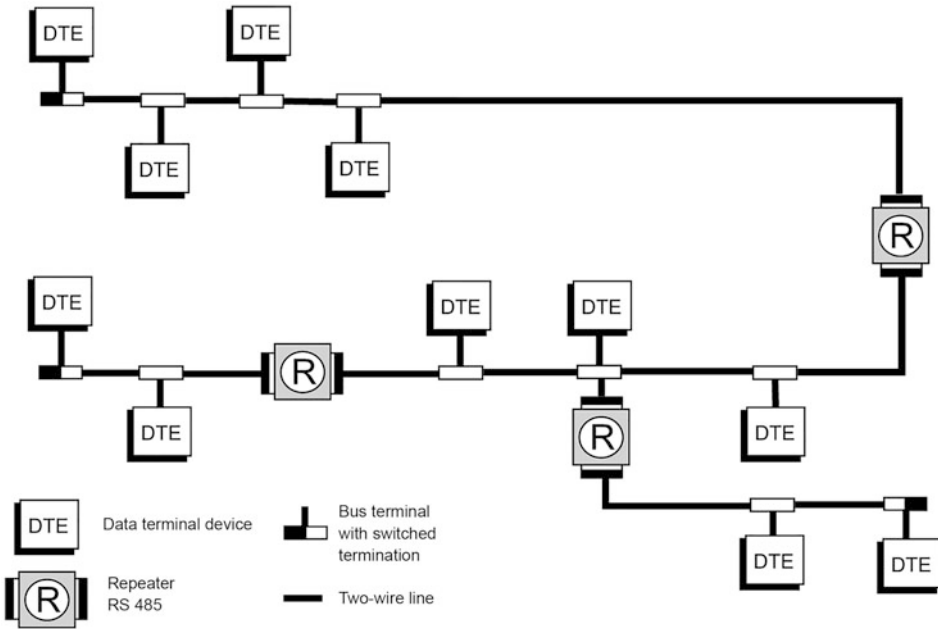 DTE
DTE
DTE
DTE
R
DTE
DTE
DTE
DTE
R
DTE
R
DTE
DTE
DTE
DTE
Data terminal device
Bus terminal
with switched
termination
R
Repeater
RS 485
Two-wire line